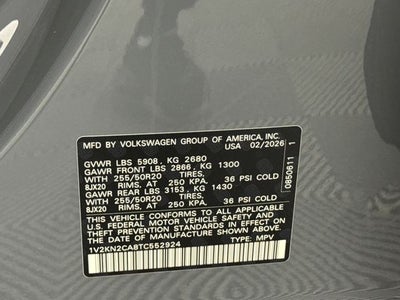 MFD. BY VOLKSWAGEN GROUP OF AMERICA, INC.
USA 02/2026
GVWR LBS 5908, KG 2680
GAWR FRONT LBS 2866, KG 1300
WITH 255/50R20 TIRES,
8JX20 RIMS, AT 250 KPA, 36 PSI COLD
GAWR REAR LBS 3153, KG 1430
WITH 255/50R20 TIRES,
8JX20 RIMS, AT 250 KPA, 36 PSI COLD
THIS VEHICLE CONFORMS TO ALL APPLICABLE
U.S. FEDERAL MOTOR VEHICLE SAFETY AND
THEFT PREVENTION STANDARDS IN EFFECT
ON THE DATE OF MANUFACTURE SHOWN ABOVE.
1V2KN2CA8TC552924 TYPE: MPV
0850611 1